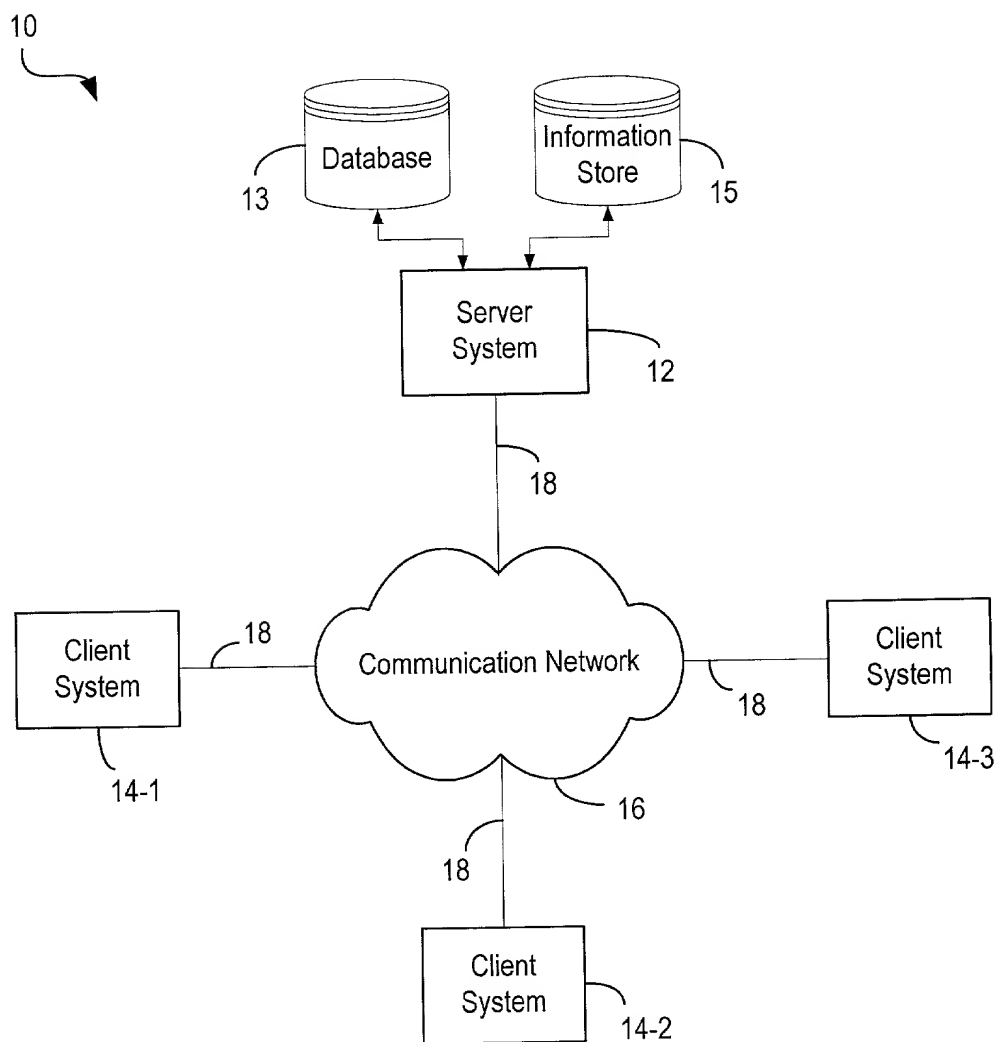 10
Database
Information
Store
13
15
Server
System
12
18
Client
System
18
Communication Network
18
Client
System
14-1
14-3
16
18
Client
System
14-2